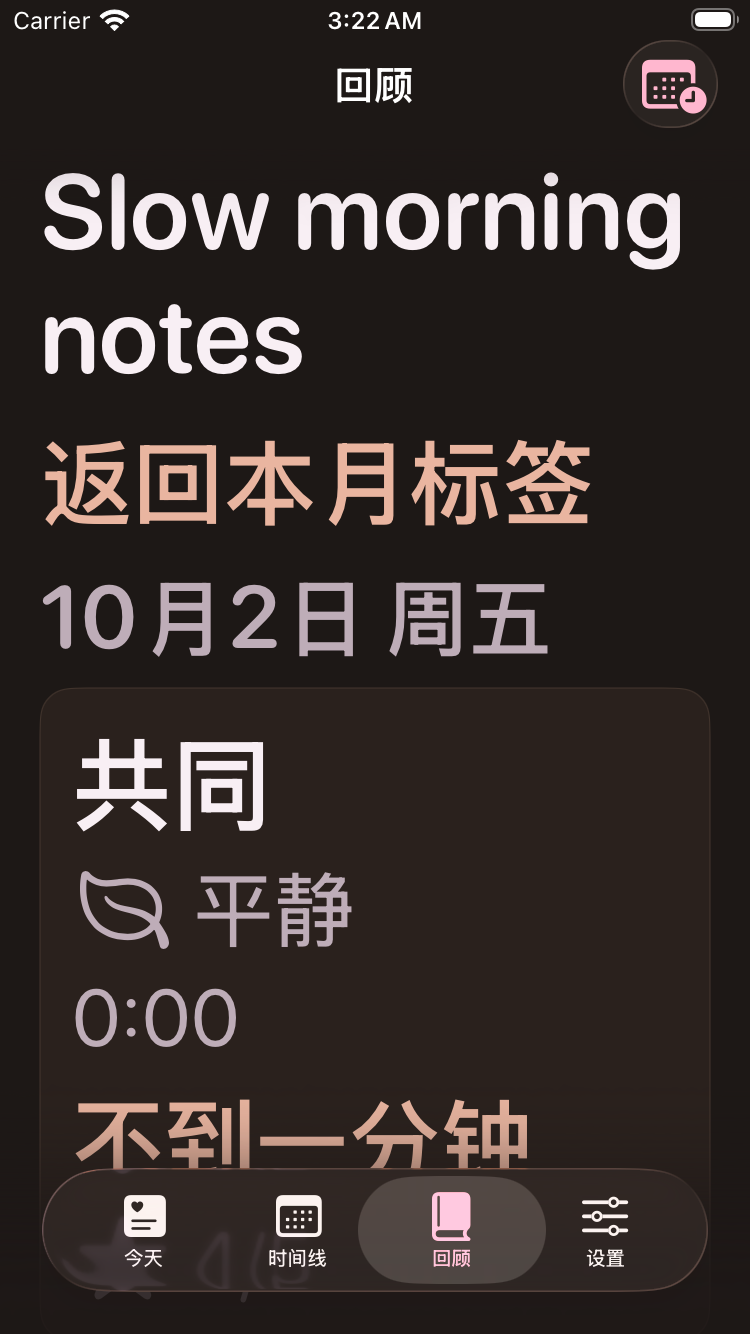 Carrier 3:22 AM
回顾
Slow morning
notes
返回本月标签
10月2日 周五
共同
平静
0:00
不到一分钟
今天 时间线 回顾 设置